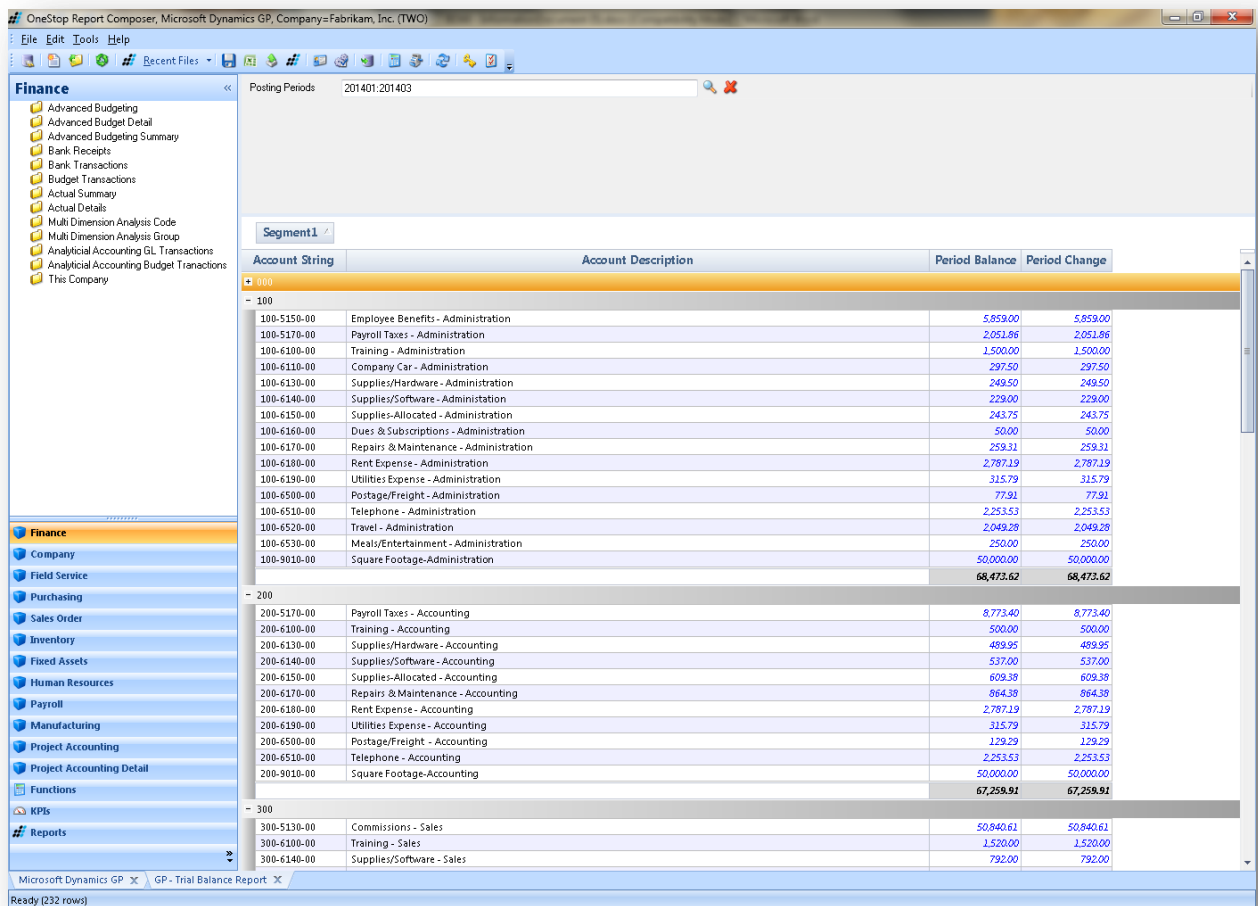 OneStop Report Composer, Microsoft Dynamics GP, Company=Fabrikam, Inc. (TWO)
File Edit Tools Help
Recent Files
Finance «
Advanced Budgeting
Advanced Budget Detail
Advanced Budgeting Summary
Bank Receipts
Bank Transactions
Budget Transactions
Actual Summary
Actual Details
Multi Dimension Analysis Code
Multi Dimension Analysis Group
Analyticial Accounting GL Transactions
Analyticial Accounting Budget Tranactions
This Company
Finance
Company
Field Service
Purchasing
Sales Order
Inventory
Fixed Assets
Human Resources
Payroll
Manufacturing
Project Accounting
Project Accounting Detail
Functions
KPIs
Reports
Posting Periods 201401:201403
Segment1
Account String Account Description Period Balance Period Change
+ 000
- 100
100-5150-00 Employee Benefits - Administration 5,859.00 5,859.00
100-5170-00 Payroll Taxes - Administration 2,051.86 2,051.86
100-6100-00 Training - Administration 1,500.00 1,500.00
100-6110-00 Company Car - Administration 297.50 297.50
100-6130-00 Supplies/Hardware - Administration 249.50 249.50
100-6140-00 Supplies/Software - Administation 229.00 229.00
100-6150-00 Supplies-Allocated - Administration 243.75 243.75
100-6160-00 Dues & Subscriptions - Administration 50.00 50.00
100-6170-00 Repairs & Maintenance - Administration 259.31 259.31
100-6180-00 Rent Expense - Administration 2,787.19 2,787.19
100-6190-00 Utilities Expense - Administration 315.79 315.79
100-6500-00 Postage/Freight - Administration 77.91 77.91
100-6510-00 Telephone - Administration 2,253.53 2,253.53
100-6520-00 Travel - Administration 2,049.28 2,049.28
100-6530-00 Meals/Entertainment - Administration 250.00 250.00
100-9010-00 Square Footage-Administration 50,000.00 50,000.00
68,473.62 68,473.62
- 200
200-5170-00 Payroll Taxes - Accounting 8,773.40 8,773.40
200-6100-00 Training - Accounting 500.00 500.00
200-6130-00 Supplies/Hardware - Accounting 489.95 489.95
200-6140-00 Supplies/Software - Accounting 537.00 537.00
200-6150-00 Supplies-Allocated - Accounting 609.38 609.38
200-6170-00 Repairs & Maintenance - Accounting 864.38 864.38
200-6180-00 Rent Expense - Accounting 2,787.19 2,787.19
200-6190-00 Utilities Expense - Accounting 315.79 315.79
200-6500-00 Postage/Freight - Accounting 129.29 129.29
200-6510-00 Telephone - Accounting 2,253.53 2,253.53
200-9010-00 Square Footage-Accounting 50,000.00 50,000.00
67,259.91 67,259.91
- 300
300-5130-00 Commissions - Sales 50,840.61 50,840.61
300-6100-00 Training - Sales 1,520.00 1,520.00
300-6140-00 Supplies/Software - Sales 792.00 792.00
Microsoft Dynamics GP X GP - Trial Balance Report X
Ready (232 rows)